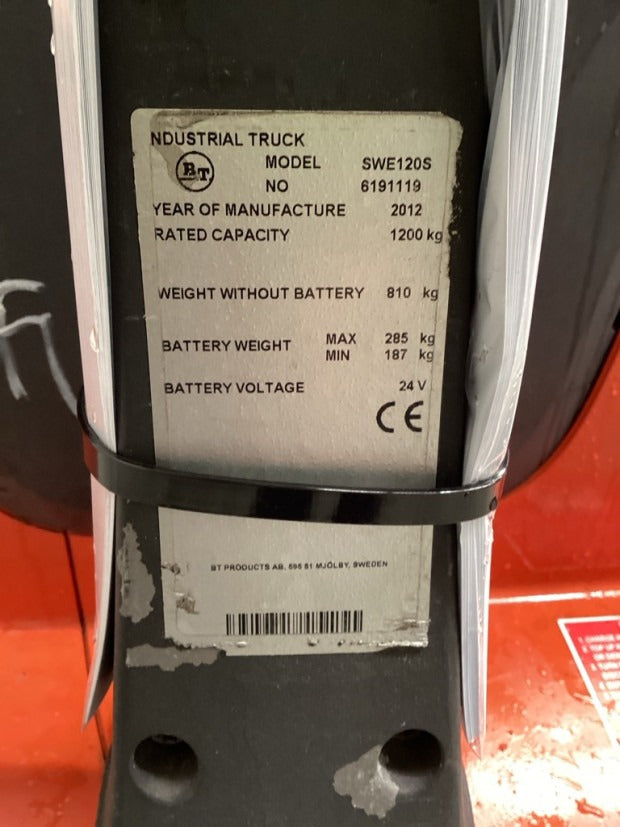 NDUSTRIAL TRUCK
BT
MODEL SWE120S
NO 6191119
YEAR OF MANUFACTURE 2012
RATED CAPACITY 1200 kg
WEIGHT WITHOUT BATTERY 810 kg
BATTERY WEIGHT MAX 285 kg
MIN 187 kg
BATTERY VOLTAGE 24 V
CE
BT PRODUCTS AB, 595 81 MJÖLBY, SWEDEN